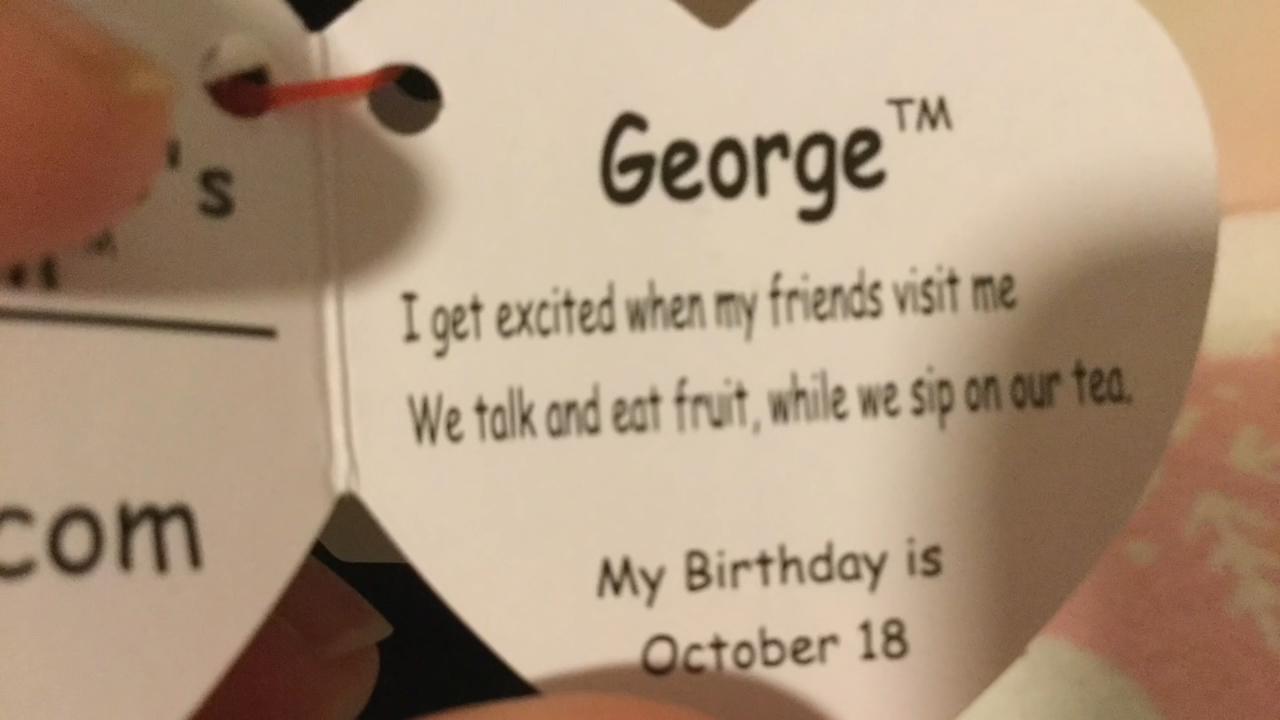 's
com
George™
I get excited when my friends visit me
We talk and eat fruit, while we sip on our tea.
My Birthday is
October 18